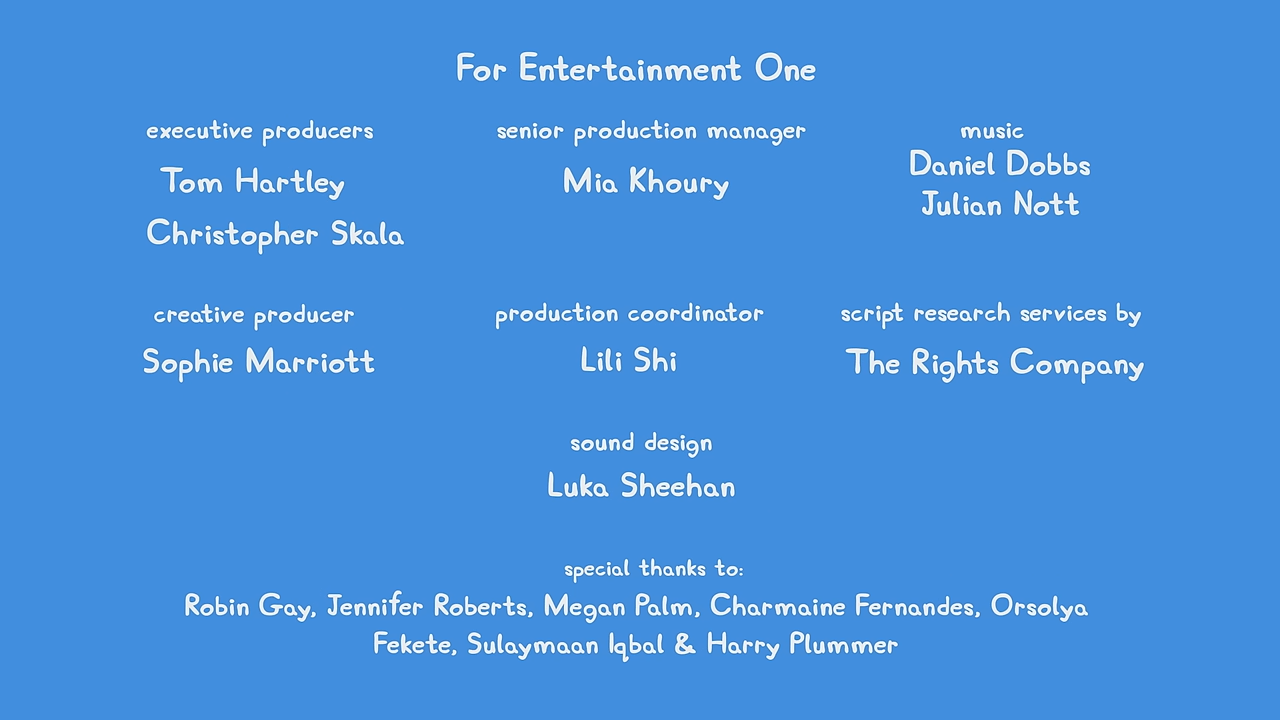 For Entertainment One
executive producers
Tom Hartley
Christopher Skala
senior production manager
Mia Khoury
music
Daniel Dobbs
Julian Nott
creative producer
Sophie Marriott
production coordinator
Lili Shi
script research services by
The Rights Company
sound design
Luka Sheehan
special thanks to:
Robin Gay, Jennifer Roberts, Megan Palm, Charmaine Fernandes, Orsolya
Fekete, Sulaymaan Iqbal & Harry Plummer